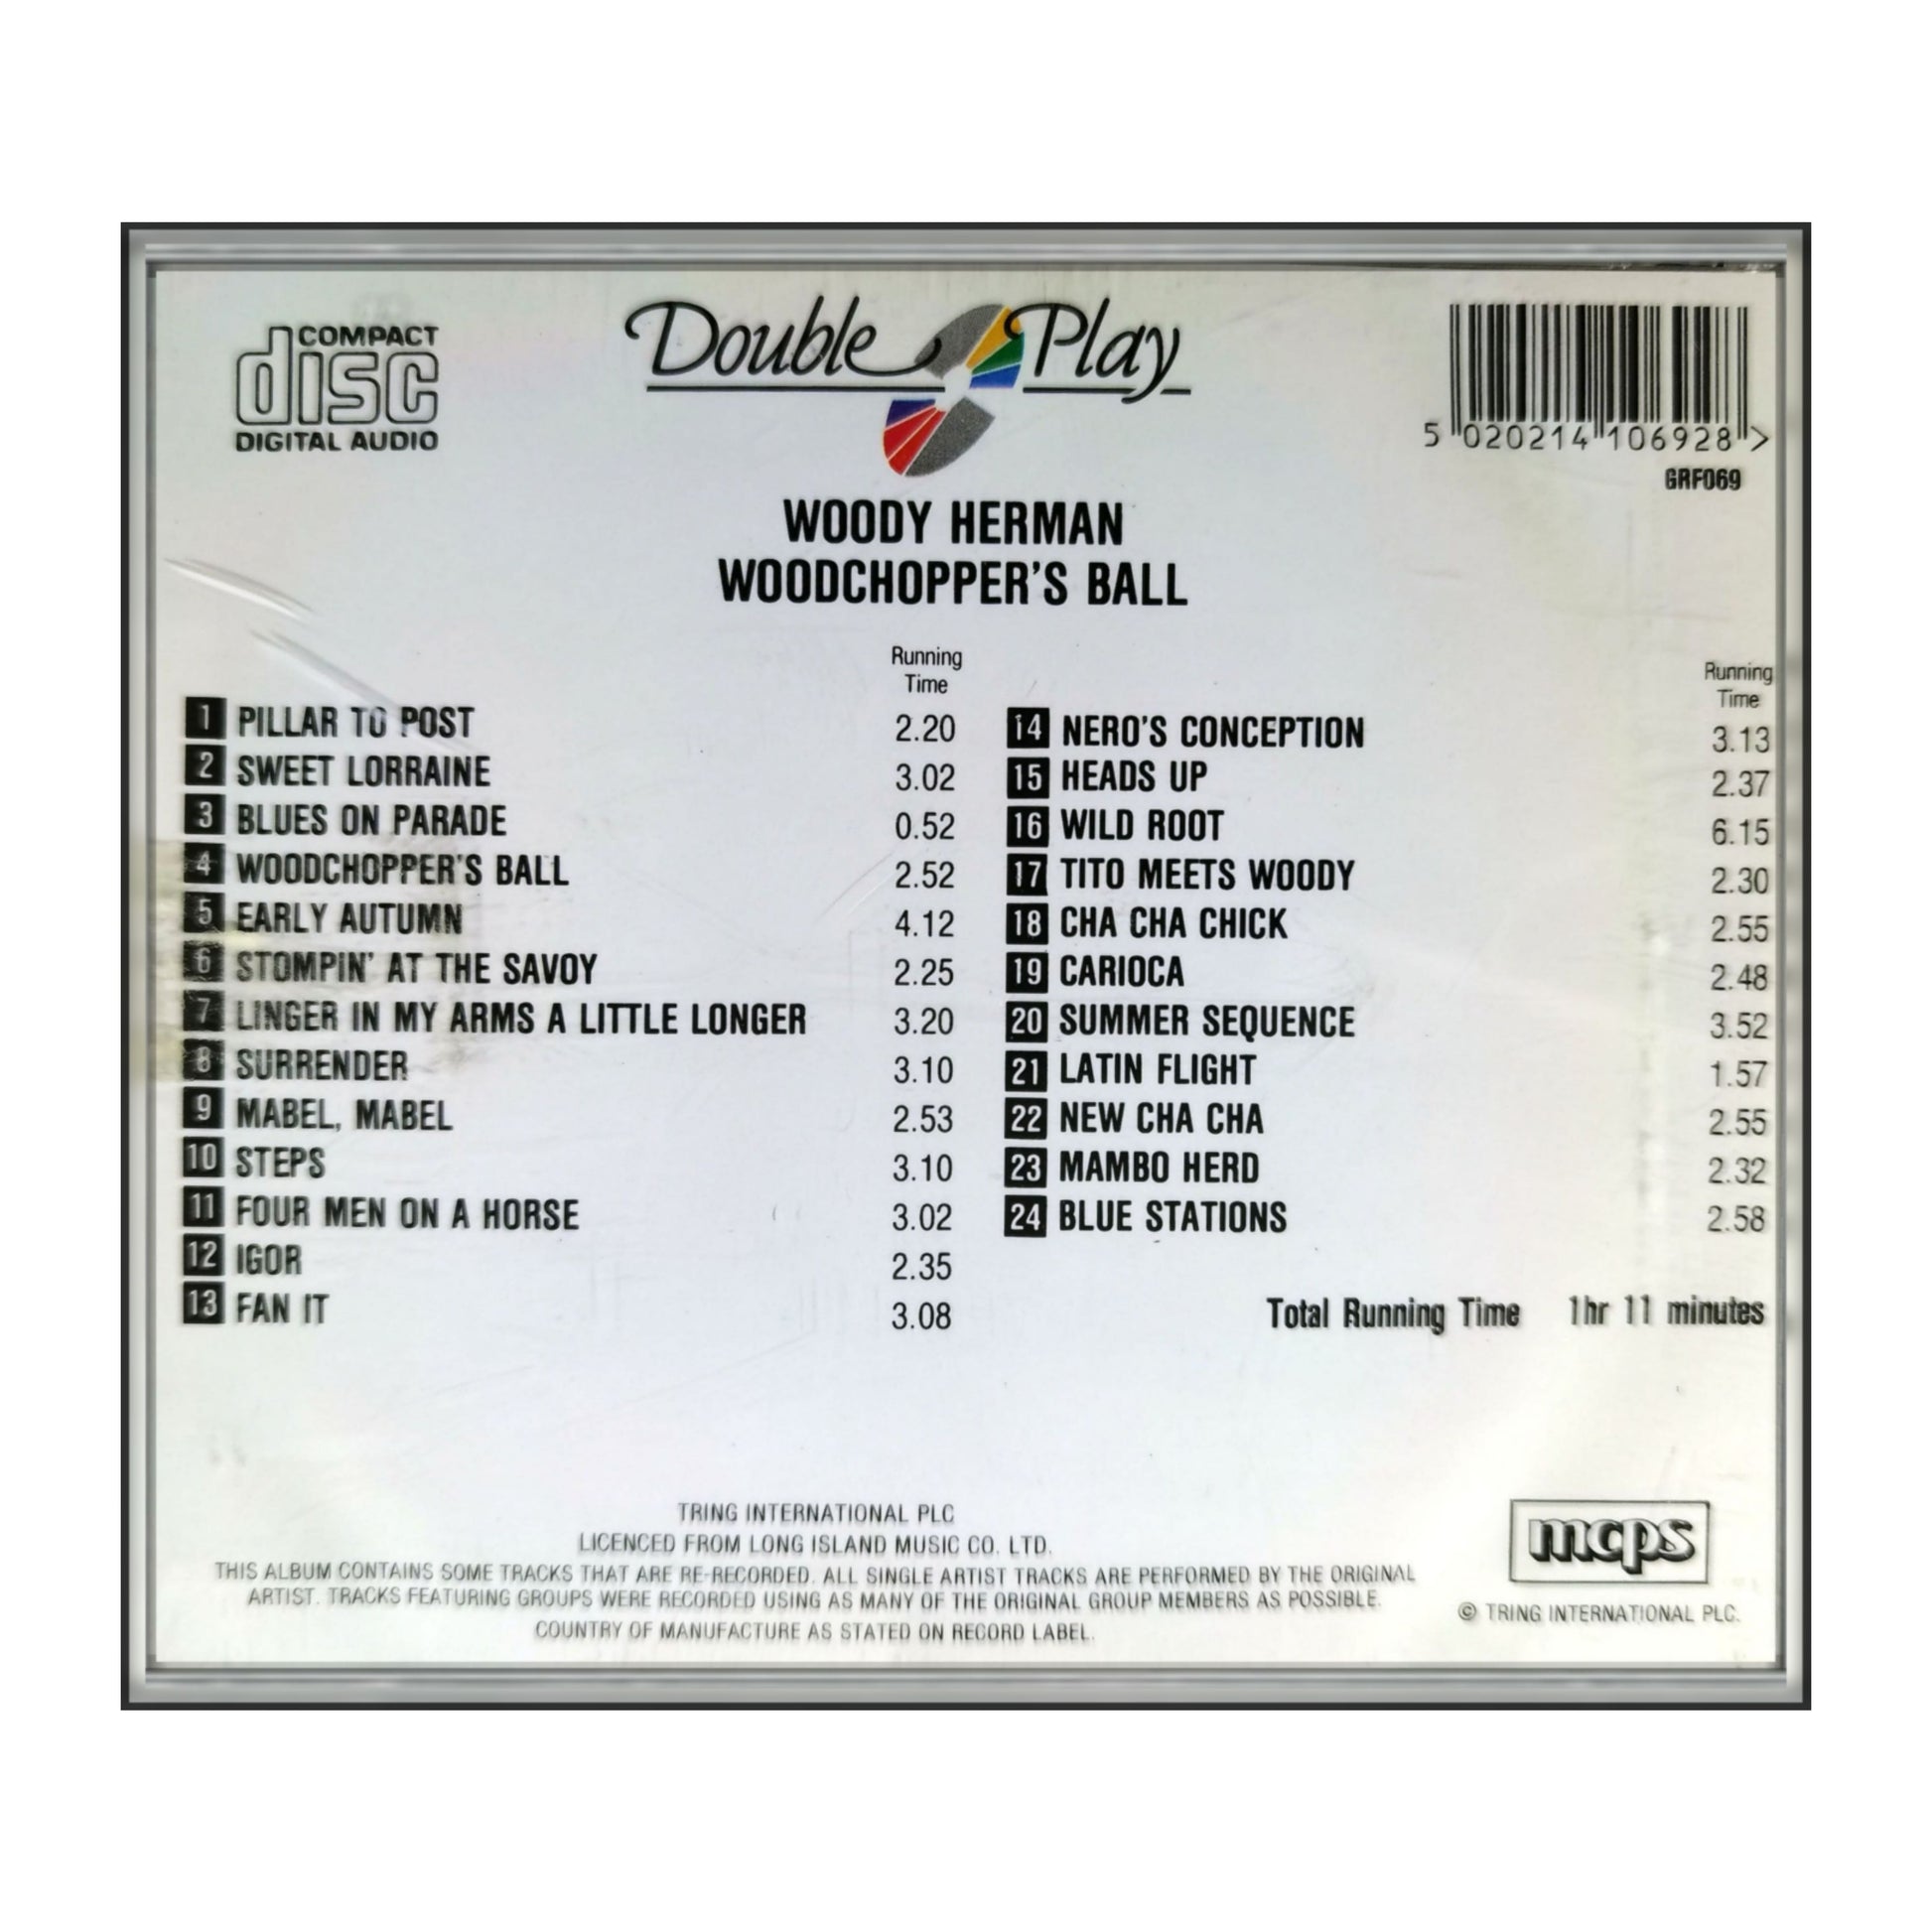 COMPACT
disc
DIGITAL AUDIO
Double Play
5 020214 106928 >
GRF069
WOODY HERMAN
WOODCHOPPER'S BALL
Running
Time
1 PILLAR TO POST 2.20
2 SWEET LORRAINE 3.02
3 BLUES ON PARADE 0.52
4 WOODCHOPPER'S BALL 2.52
5 EARLY AUTUMN 4.12
6 STOMPIN' AT THE SAVOY 2.25
7 LINGER IN MY ARMS A LITTLE LONGER 3.20
8 SURRENDER 3.10
9 MABEL, MABEL 2.53
10 STEPS 3.10
11 FOUR MEN ON A HORSE 3.02
12 IGOR 2.35
13 FAN IT 3.08
Running
Time
14 NERO'S CONCEPTION 3.13
15 HEADS UP 2.37
16 WILD ROOT 6.15
17 TITO MEETS WOODY 2.30
18 CHA CHA CHICK 2.55
19 CARIOCA 2.48
20 SUMMER SEQUENCE 3.52
21 LATIN FLIGHT 1.57
22 NEW CHA CHA 2.55
23 MAMBO HERD 2.32
24 BLUE STATIONS 2.58
Total Running Time 1hr 11 minutes
TRING INTERNATIONAL PLC
LICENCED FROM LONG ISLAND MUSIC CO. LTD.
THIS ALBUM CONTAINS SOME TRACKS THAT ARE RE-RECORDED. ALL SINGLE ARTIST TRACKS ARE PERFORMED BY THE ORIGINAL
ARTIST. TRACKS FEATURING GROUPS WERE RECORDED USING AS MANY OF THE ORIGINAL GROUP MEMBERS AS POSSIBLE.
COUNTRY OF MANUFACTURE AS STATED ON RECORD LABEL.
mcps
© TRING INTERNATIONAL PLC.